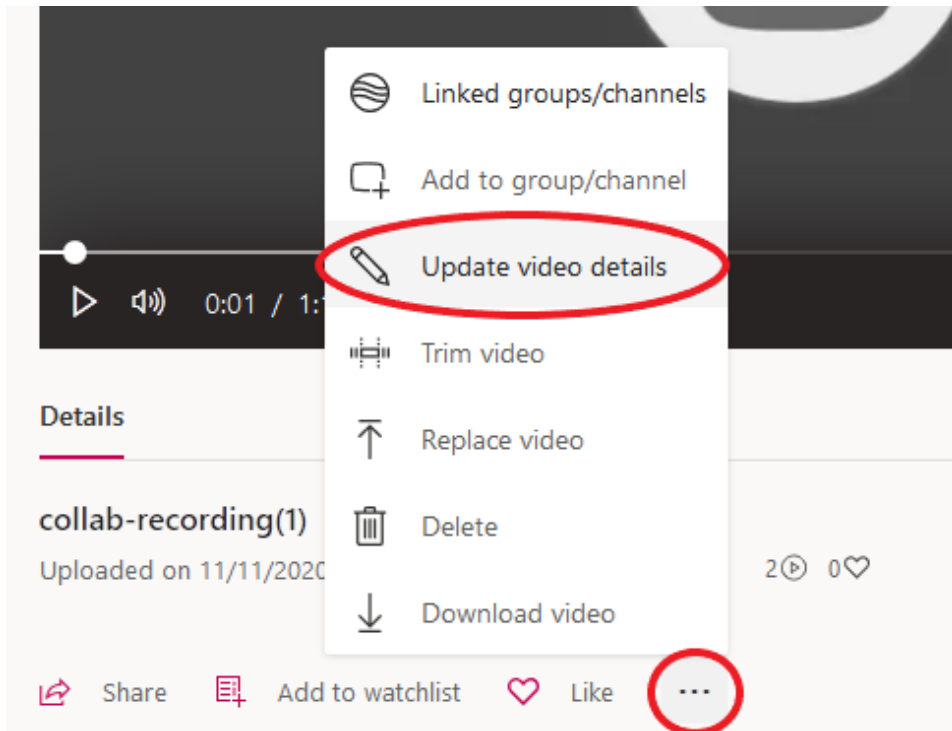 Linked groups/channels
Add to group/channel
Update video details
0:01 / 1:
Trim video
Details
Replace video
collab-recording(1)
Delete
Uploaded on 11/11/2020
2 0
Download video
Share Add to watchlist Like ...